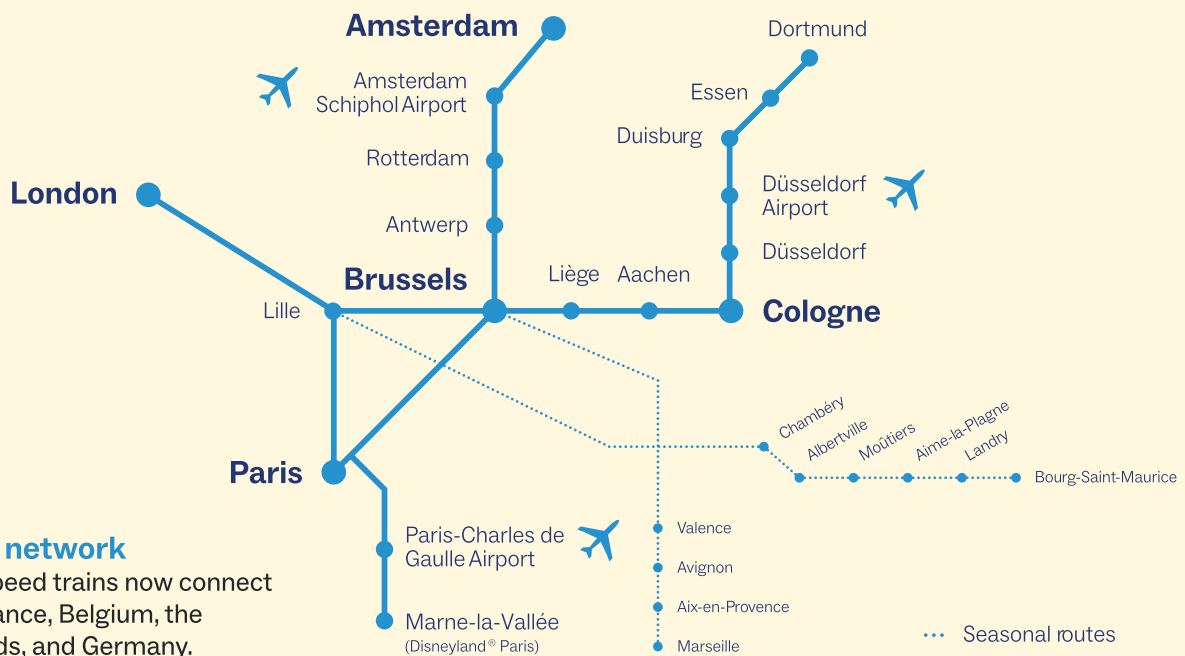 Amsterdam
Dortmund
Amsterdam
Schiphol Airport
Essen
Duisburg
Rotterdam
London
Düsseldorf
Airport
Antwerp
Düsseldorf
Brussels
Liège
Aachen
Lille
Cologne
Chambéry
Albertville
Moûtiers
Aime-la-Plagne
Landry
Paris
Bourg-Saint-Maurice
Paris-Charles de
Gaulle Airport
Valence
Avignon
Aix-en-Provence
Marne-la-Vallée
(Disneyland® Paris)
Marseille
Seasonal routes
network
peed trains now connect
ance, Belgium, the
ds, and Germany.